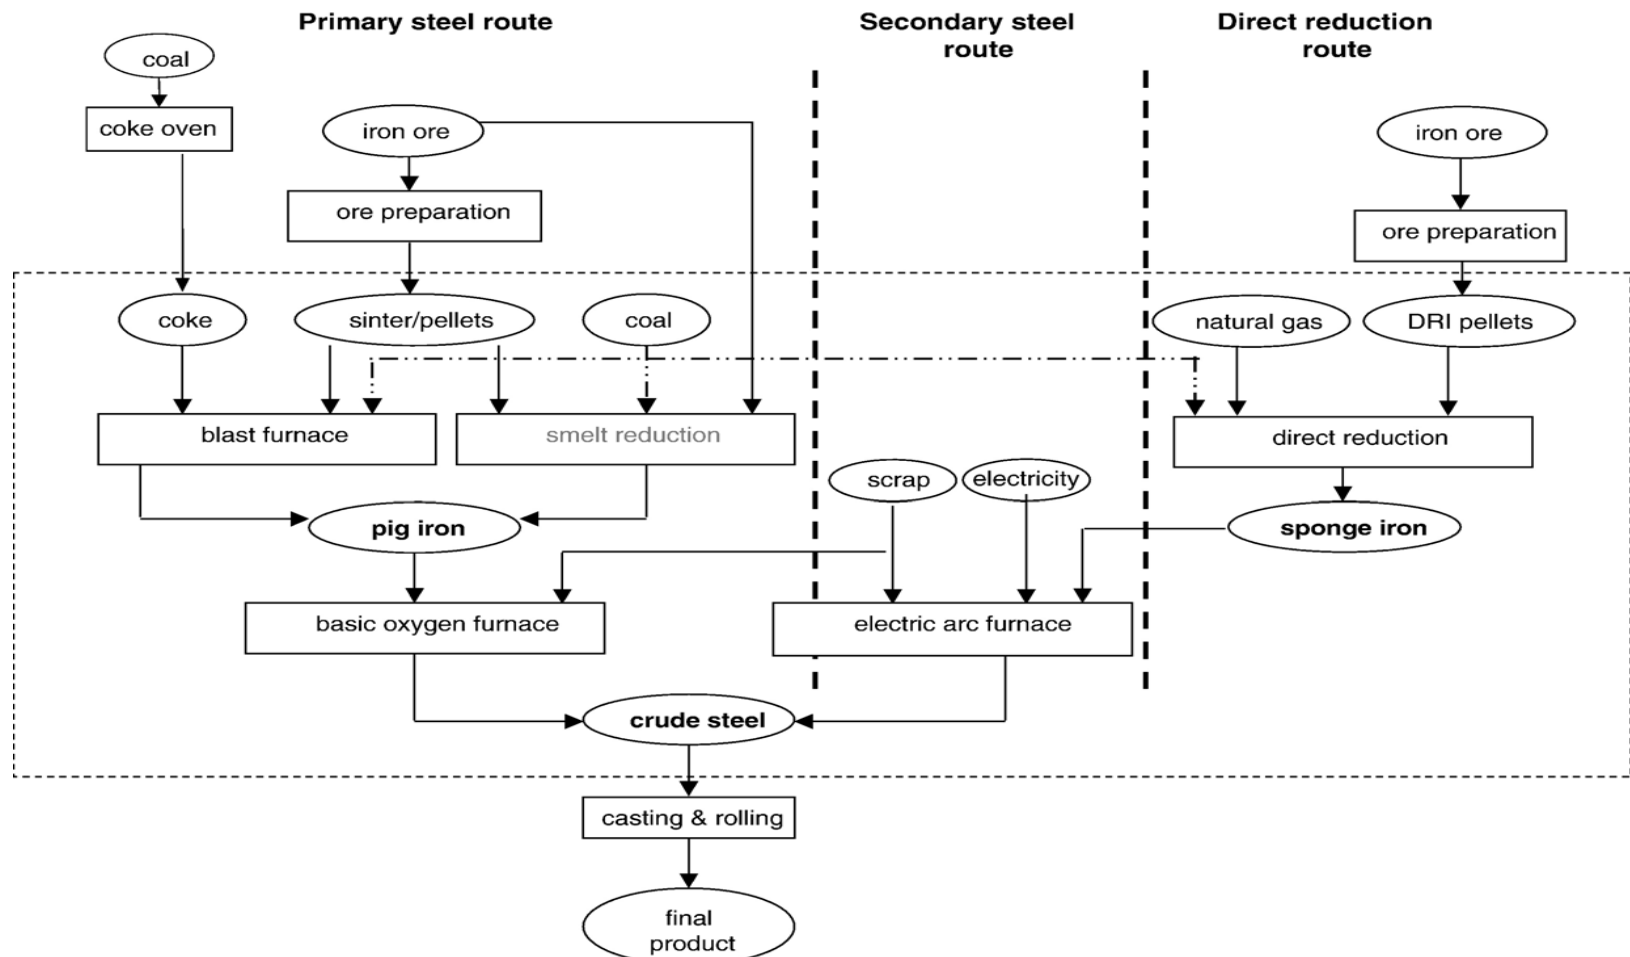 Primary steel route
Secondary steel
route
Direct reduction
route
coal
coke oven
iron ore
iron ore
ore preparation
ore preparation
coke
sinter/pellets
coal
natural gas
DRI pellets
blast furnace
smelt reduction
direct reduction
scrap
electricity
pig iron
sponge iron
basic oxygen furnace
electric arc furnace
crude steel
casting & rolling
final
product